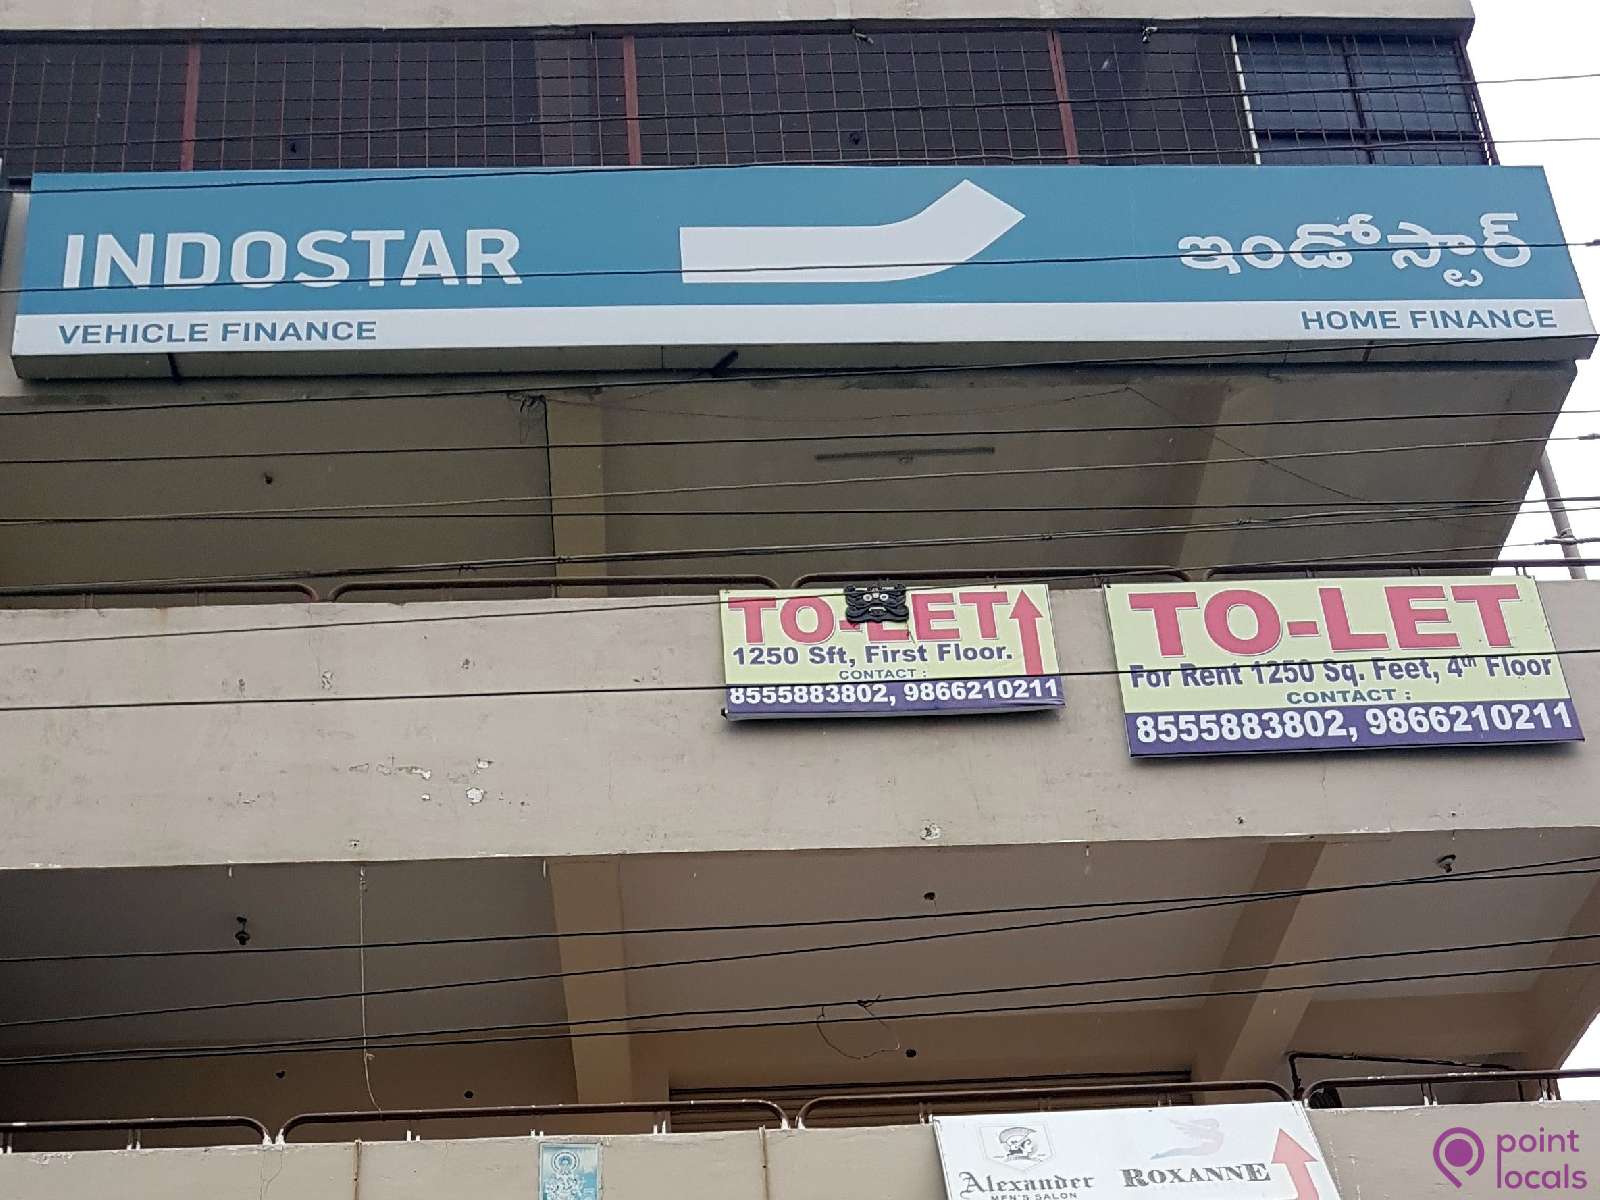 INDOSTAR
ఇండోస్టార్
VEHICLE FINANCE
HOME FINANCE
TO-LET
1250 Sft, First Floor.
CONTACT :
8555883802, 9866210211
TO-LET
For Rent 1250 Sq. Feet, 4th Floor
CONTACT :
8555883802, 9866210211
Alexander
MEN'S SALON
ROXANNE
point
locals